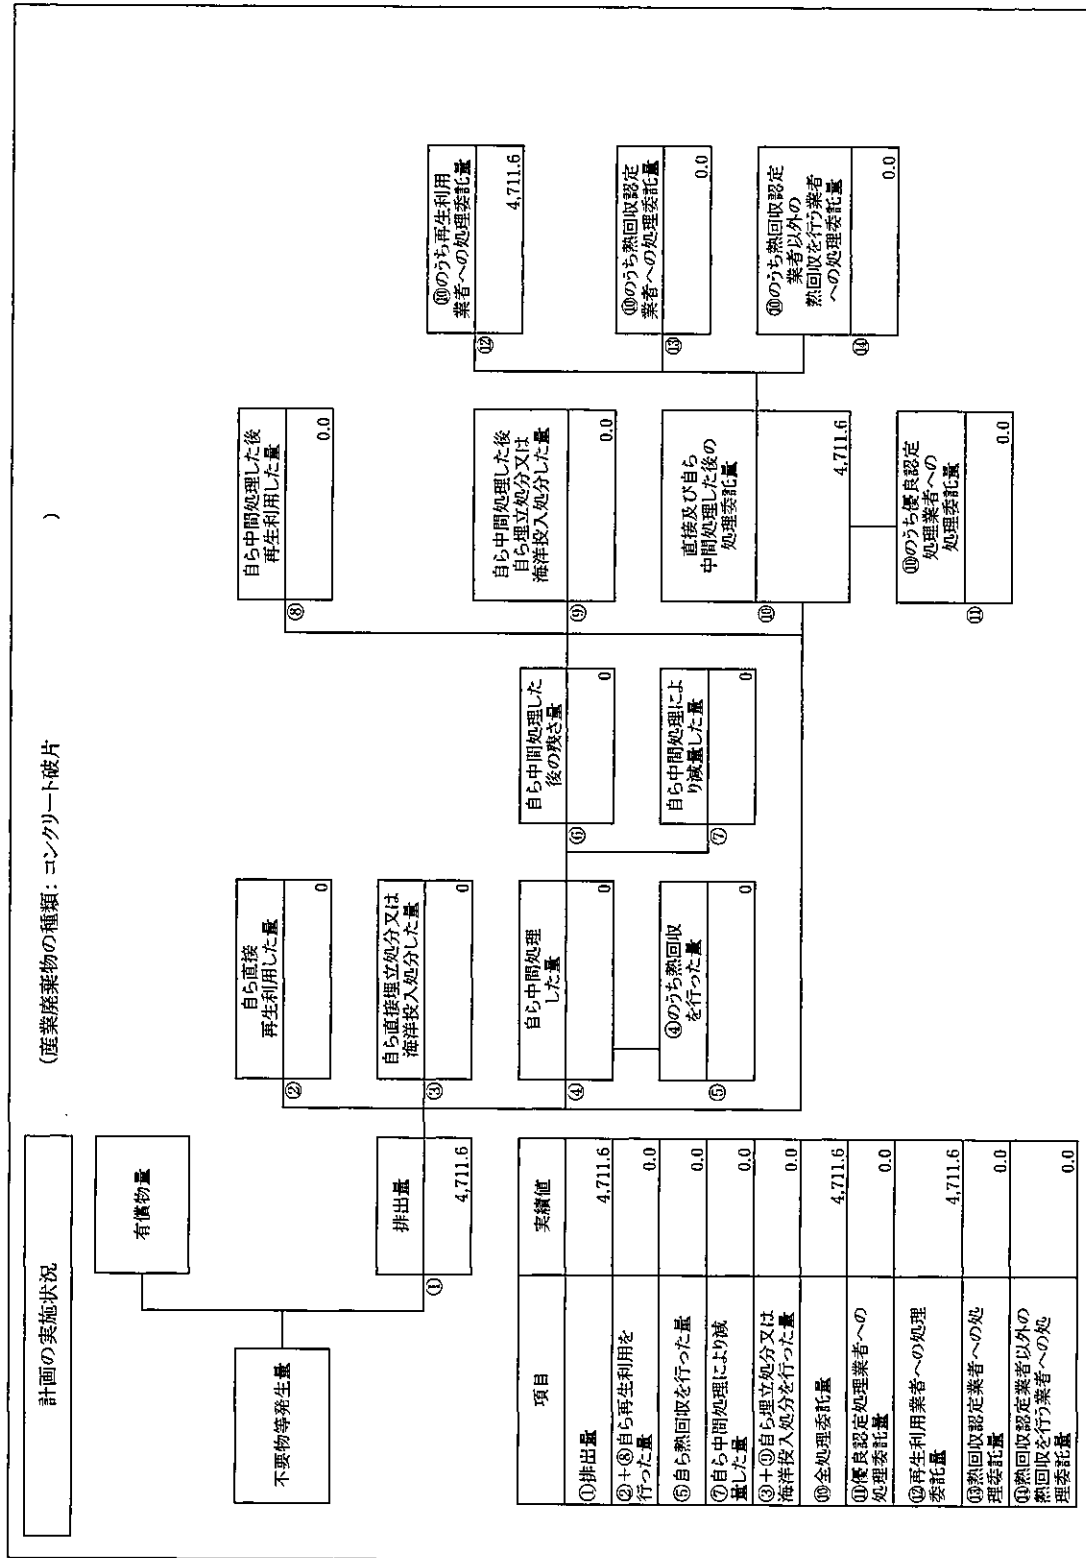 計画の実施状況
(産業廃棄物の種類: コンクリート破片
)
不要物等発生量
有償物量
排出量
①
4,711.6
自ら直接
再生利用した量
②
0
自ら直接埋立処分又は
海洋投入処分した量
③
0
自ら中間処理
した量
④
0
④のうち熱回収
を行った量
⑤
0
自ら中間処理した
後の残さ量
⑥
0
自ら中間処理によ
り減量した量
⑦
0
自ら中間処理した後
再生利用した量
⑧
0.0
自ら中間処理した後
自ら埋立処分又は
海洋投入処分した量
⑨
0.0
直接及び自ら
中間処理した後の
処理委託量
⑩
4,711.6
⑩のうち優良認定
処理業者への
処理委託量
⑪
0.0
⑩のうち再生利用
業者への処理委託量
⑫
4,711.6
⑩のうち熱回収認定
業者への処理委託量
⑬
0.0
⑩のうち熱回収認定
業者以外の
熱回収を行う業者
への処理委託量
⑭
0.0
項目 実績値
①排出量 4,711.6
②+⑧自ら再生利用を
行った量 0.0
⑤自ら熱回収を行った量 0.0
⑦自ら中間処理により減
量した量 0.0
③+⑨自ら埋立処分又は
海洋投入処分を行った量 0.0
⑩全処理委託量 4,711.6
⑪優良認定処理業者への
処理委託量 0.0
⑫再生利用業者への処理
委託量 4,711.6
⑬熱回収認定業者への処
理委託量 0.0
⑭熱回収認定業者以外の
熱回収を行う業者への処
理委託量 0.0